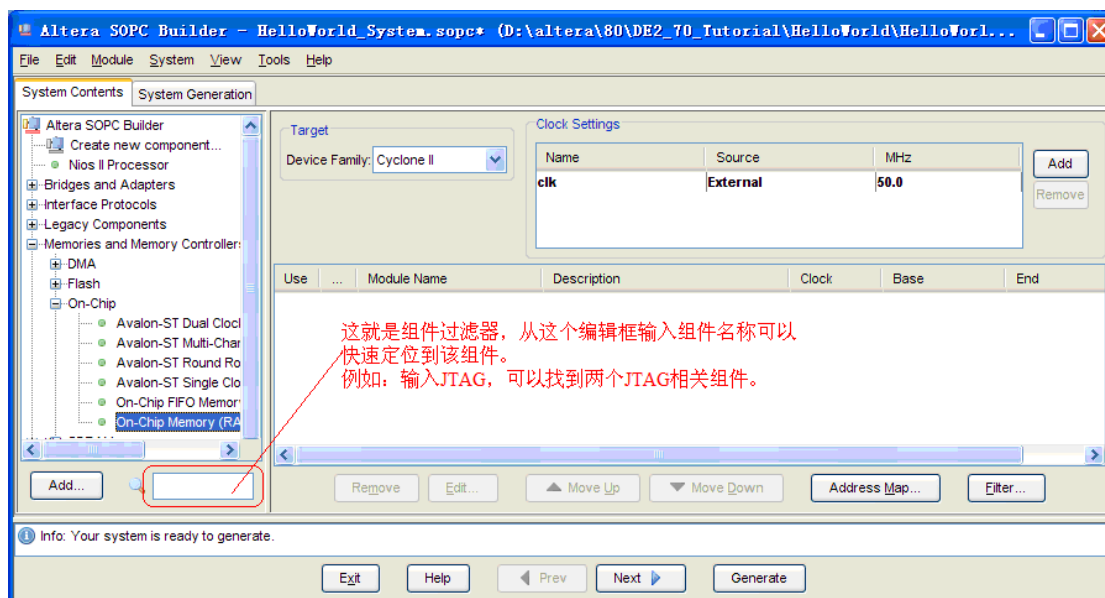 Altera SOPC Builder - HelloWorld_System.sopc* (D:\altera\80\DE2_70_Tutorial\HelloWorld\HelloWorl...
File Edit Module System View Tools Help
System Contents System Generation
Altera SOPC Builder
Create new component...
Nios II Processor
Bridges and Adapters
Interface Protocols
Legacy Components
Memories and Memory Controller
DMA
Flash
On-Chip
Avalon-ST Dual Clocl
Avalon-ST Multi-Char
Avalon-ST Round Ro
Avalon-ST Single Clo
On-Chip FIFO Memor
On-Chip Memory (RA
Add...
Target
Device Family: Cyclone II
Clock Settings
Name Source MHz
clk External 50.0
Add
Remove
Use ... Module Name Description Clock Base End
这就是组件过滤器，从这个编辑框输入组件名称可以
快速定位到该组件。
例如：输入JTAG，可以找到两个JTAG相关组件。
Remove Edit... Move Up Move Down Address Map... Filter...
Info: Your system is ready to generate.
Exit Help Prev Next Generate